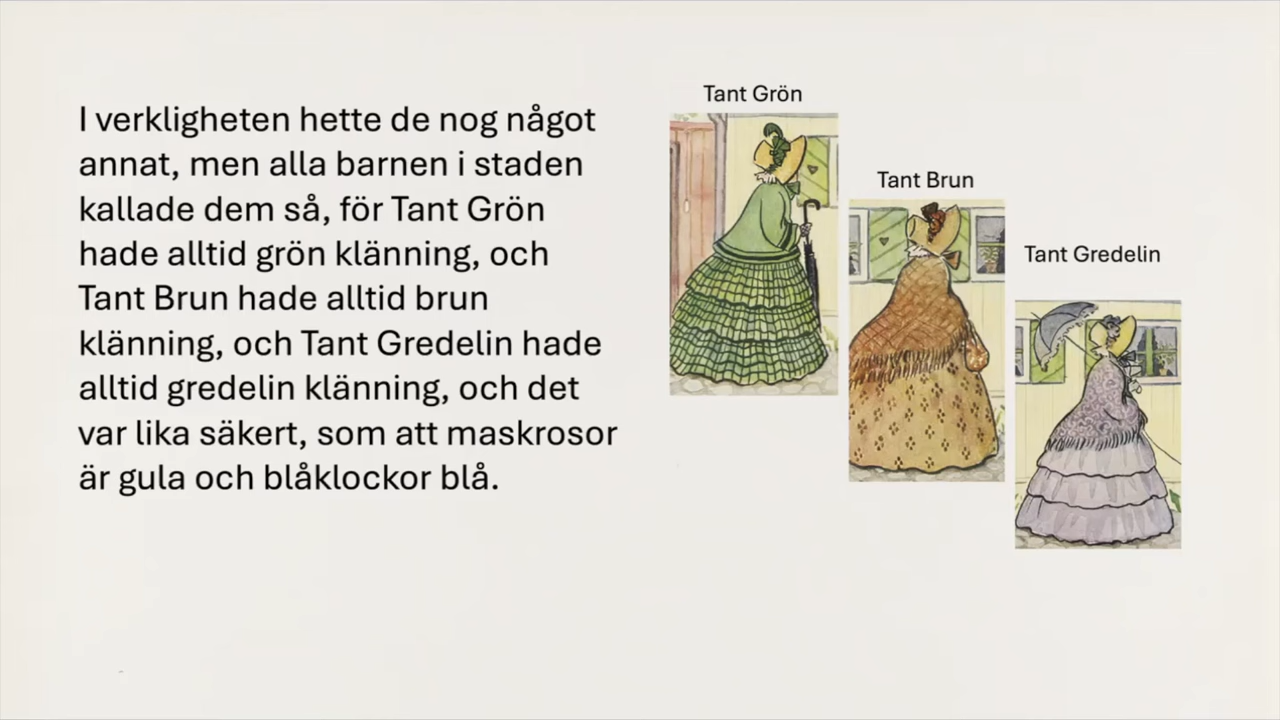 I verkligheten hette de nog något
annat, men alla barnen i staden
kallade dem så, för Tant Grön
hade alltid grön klänning, och
Tant Brun hade alltid brun
klänning, och Tant Gredelin hade
alltid gredelin klänning, och det
var lika säkert, som att maskrosor
är gula och blåklockor blå.
Tant Grön
Tant Brun
Tant Gredelin